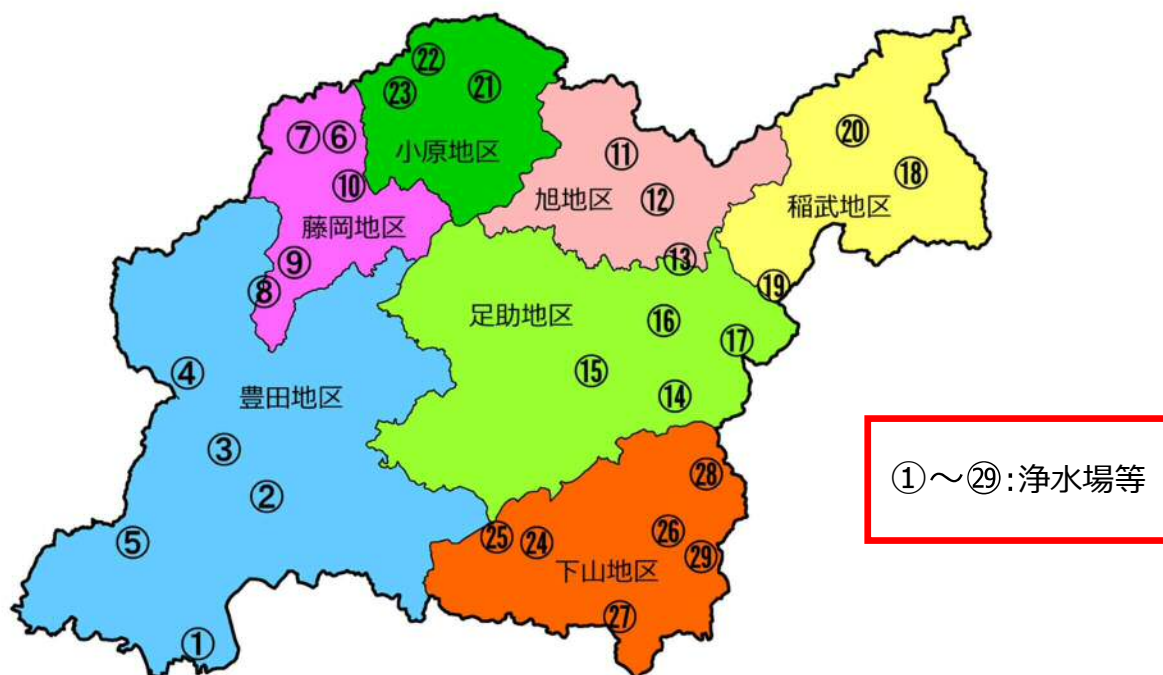 ㉒
㉓ ㉑
小原地区
⑦ ⑥
⑩
藤岡地区
⑨
⑧
⑪
⑫
旭地区
⑬
⑳
⑱
稲武地区
⑲
足助地区
⑯
⑰
⑮
⑭
④
豊田地区
③
②
⑤
①
㉘
㉕ ㉔ ㉖
㉙
下山地区
㉗
①～㉙:浄水場等